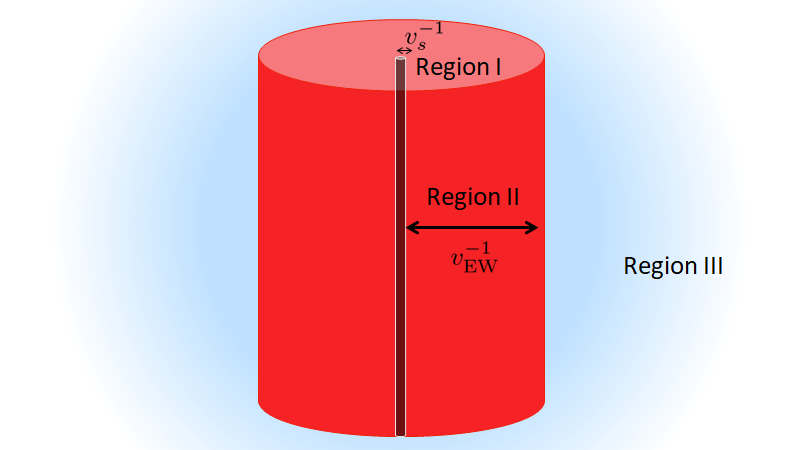 v_s^{-1}
Region I
Region II
v_{EW}^{-1}
Region III